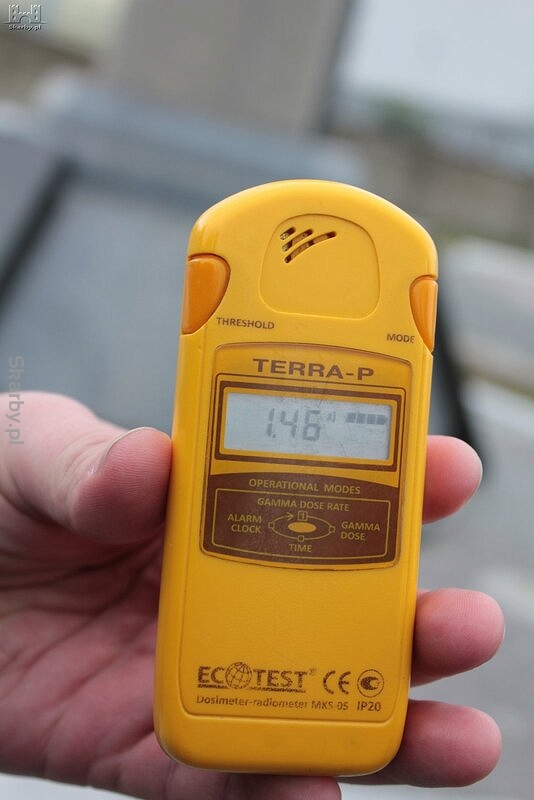 Skarby.pl
Skarby.pl
THRESHOLD
MODE
TERRA-P
1.46
OPERATIONAL MODES
GAMMA DOSE RATE
ALARM CLOCK
GAMMA DOSE
TIME
ECOTEST®
CE
Dosimeter-radiometer MKS-05 IP20